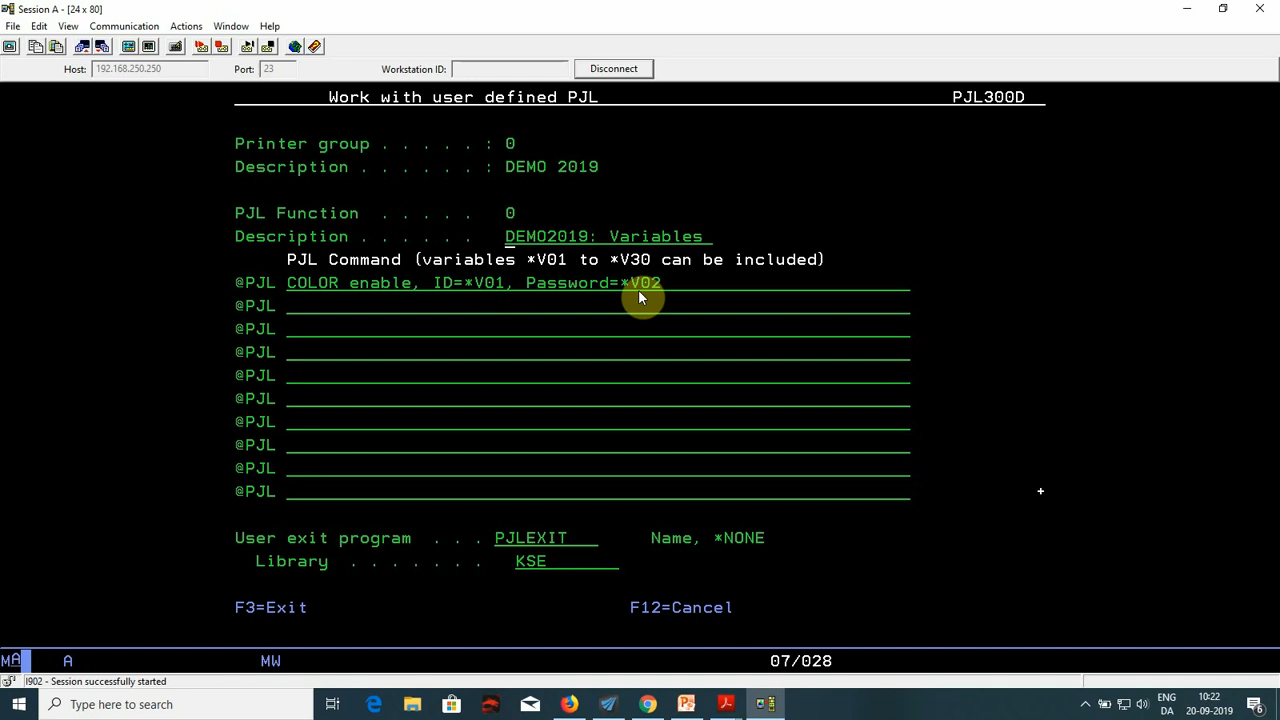 Session A - [24 x 80]
File Edit View Communication Actions Window Help
Host: 192.168.250.250 Port: 23 Workstation ID: Disconnect
Work with user defined PJL PJL300D
Printer group . . . . . : 0
Description . . . . . . : DEMO 2019
PJL Function . . . . . 0
Description . . . . . . DEMO2019: Variables
PJL Command (variables *V01 to *V30 can be included)
@PJL COLOR enable, ID=*V01, Password=*V02
@PJL
@PJL
@PJL
@PJL
@PJL
@PJL
@PJL
@PJL
@PJL +
User exit program . . . PJLEXIT Name, *NONE
Library . . . . . . . KSE
F3=Exit F12=Cancel
MA A MW 07/028
I902 - Session successfully started
Type here to search
ENG 10:22
DA 20-09-2019
6